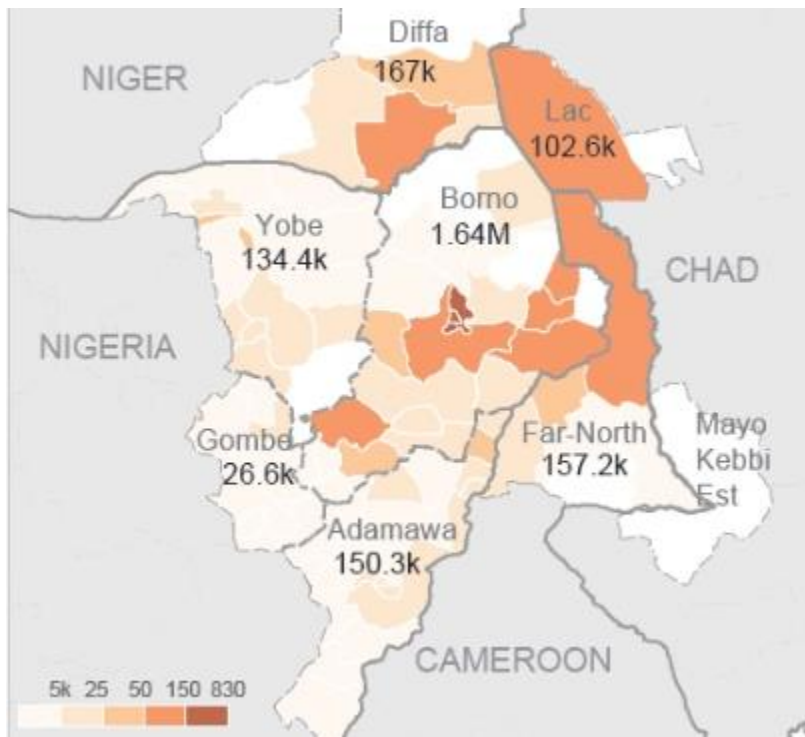 Diffa
167k
NIGER
Lac
102.6k
Borno
1.64M
Yobe
134.4k
CHAD
NIGERIA
Gombe
26.6k
Far-North
157.2k
Mayo
Kebbi
Est
Adamawa
150.3k
CAMEROON
5k 25 50 150 830